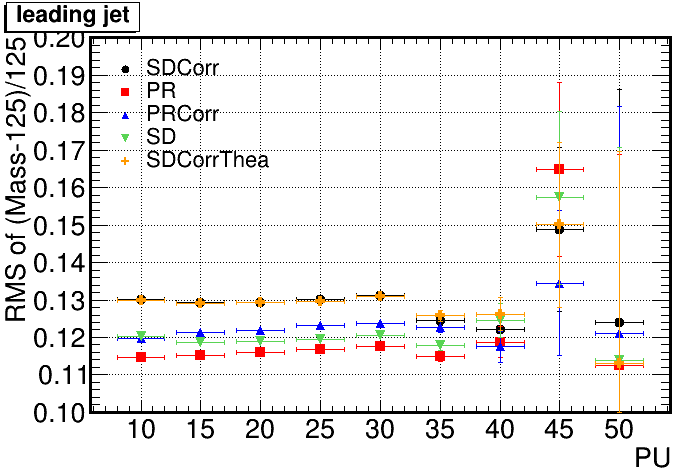 leading jet
RMS of (Mass-125)/125
0.20
0.19
0.18
0.17
0.16
0.15
0.14
0.13
0.12
0.11
0.10
SDCorr
PR
PRCorr
SD
SDCorrThea
10 15 20 25 30 35 40 45 50
PU